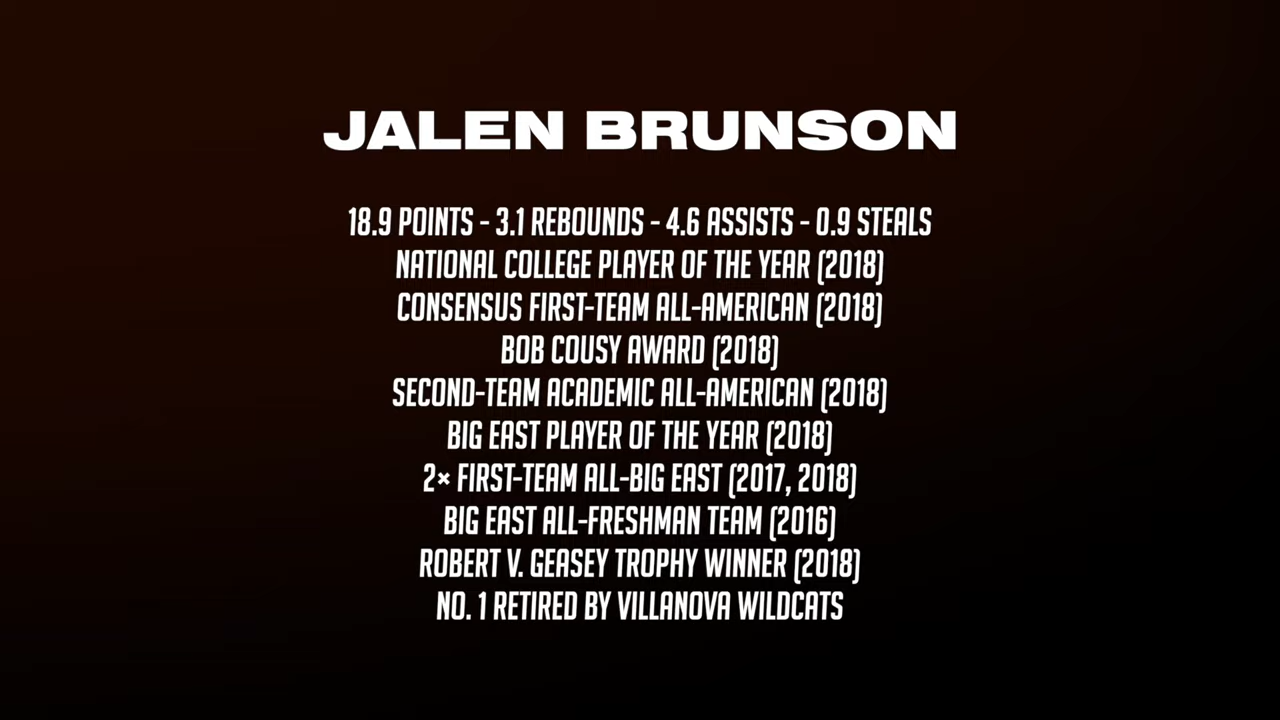 JALEN BRUNSON
18.9 POINTS - 3.1 REBOUNDS - 4.6 ASSISTS - 0.9 STEALS
NATIONAL COLLEGE PLAYER OF THE YEAR (2018)
CONSENSUS FIRST-TEAM ALL-AMERICAN (2018)
BOB COUSY AWARD (2018)
SECOND-TEAM ACADEMIC ALL-AMERICAN (2018)
BIG EAST PLAYER OF THE YEAR (2018)
2× FIRST-TEAM ALL-BIG EAST (2017, 2018)
BIG EAST ALL-FRESHMAN TEAM (2016)
ROBERT V. GEASEY TROPHY WINNER (2018)
NO. 1 RETIRED BY VILLANOVA WILDCATS